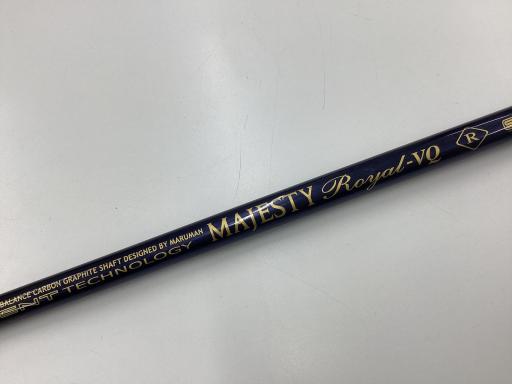 BALANCE CARBON GRAPHITE SHAFT DESIGNED BY MARUMAN
TECHNOLOGY
MAJESTY Royal-VQ R